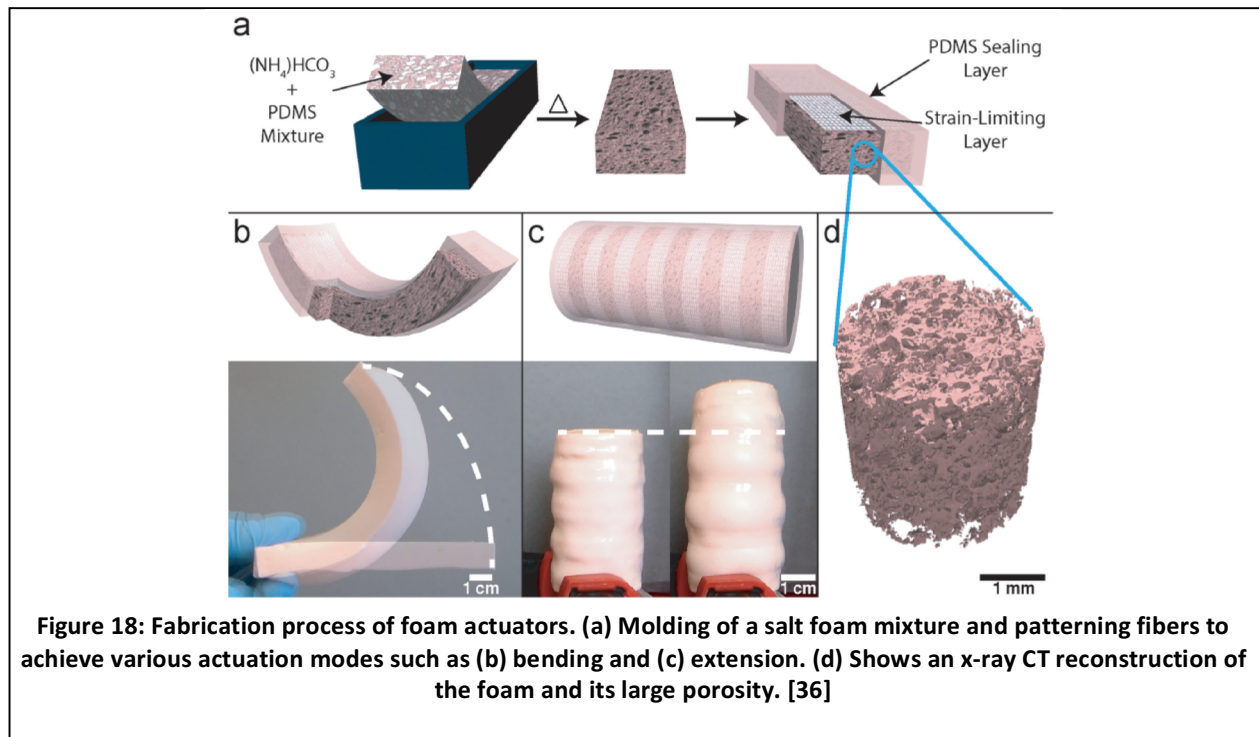 a
(NH₄)HCO₃
+
PDMS
Mixture
△
PDMS Sealing
Layer
Strain-Limiting
Layer
b
c
d
1 cm
1 cm
1 mm
Figure 18: Fabrication process of foam actuators. (a) Molding of a salt foam mixture and patterning fibers to
achieve various actuation modes such as (b) bending and (c) extension. (d) Shows an x-ray CT reconstruction of
the foam and its large porosity. [36]